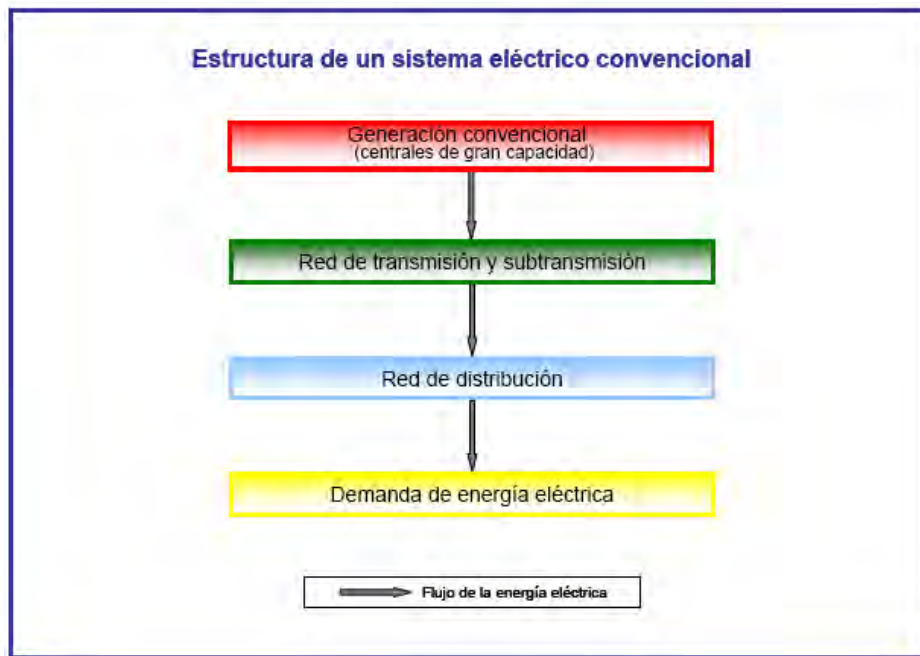 Estructura de un sistema eléctrico convencional
Generación convencional
(centrales de gran capacidad)
Red de transmisión y subtransmisión
Red de distribución
Demanda de energía eléctrica
Flujo de la energía eléctrica